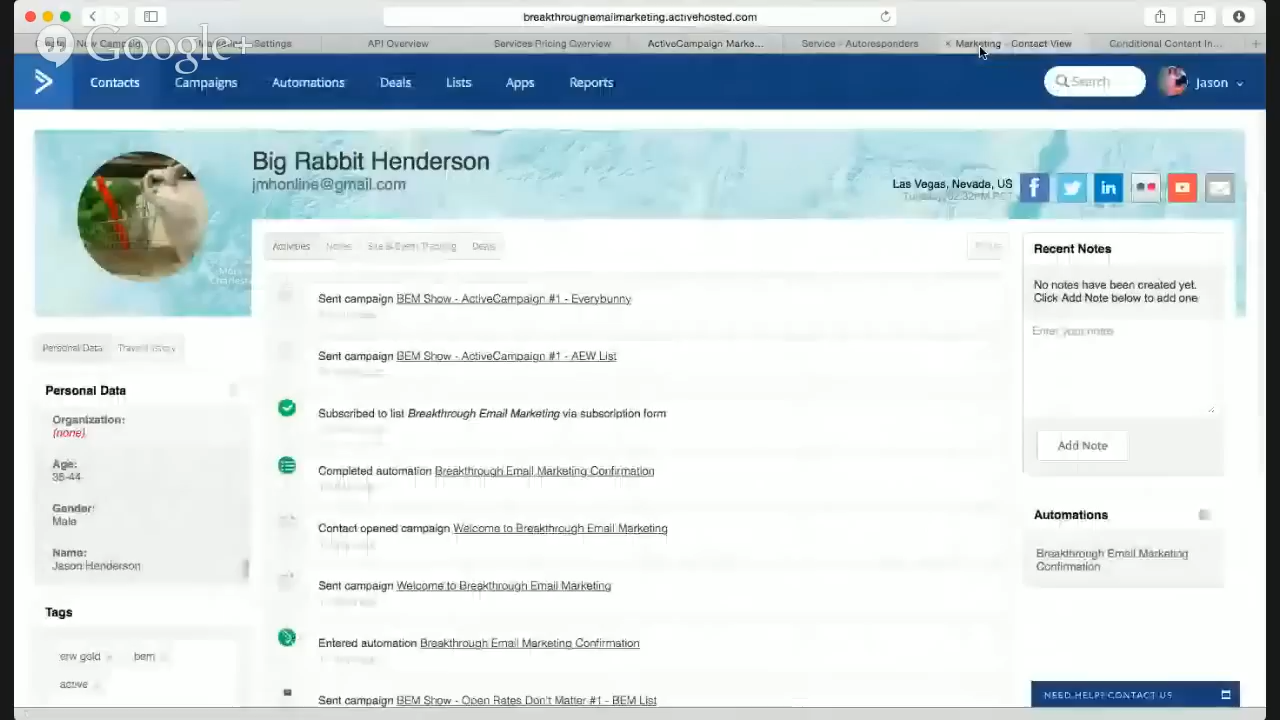 breakthroughemailmarketing.activehosted.com
Google+
API Overview
Services Pricing Overview
ActiveCampaign Marke...
Service - Autoresponders
Marketing - Contact View
Conditional Content In...
Contacts
Campaigns
Automations
Deals
Lists
Apps
Reports
Search
Jason
Big Rabbit Henderson
jmhonline@gmail.com
Las Vegas, Nevada, US
Activities
Notes
Site & Event Tracking
Deals
Recent Notes
No notes have been created yet.
Click Add Note below to add one
Enter your notes
Add Note
Sent campaign BEM Show - ActiveCampaign #1 - Everybunny
Sent campaign BEM Show - ActiveCampaign #1 - AEW List
Subscribed to list Breakthrough Email Marketing via subscription form
Completed automation Breakthrough Email Marketing Confirmation
Contact opened campaign Welcome to Breakthrough Email Marketing
Sent campaign Welcome to Breakthrough Email Marketing
Entered automation Breakthrough Email Marketing Confirmation
Sent campaign BEM Show - Open Rates Don't Matter #1 - BEM List
Personal Data
Personal Data
Organization:
(none)
Age:
35-44
Gender:
Male
Name:
Jason Henderson
Tags
erw gold
bem
active
Automations
Breakthrough Email Marketing
Confirmation
NEED HELP? CONTACT US